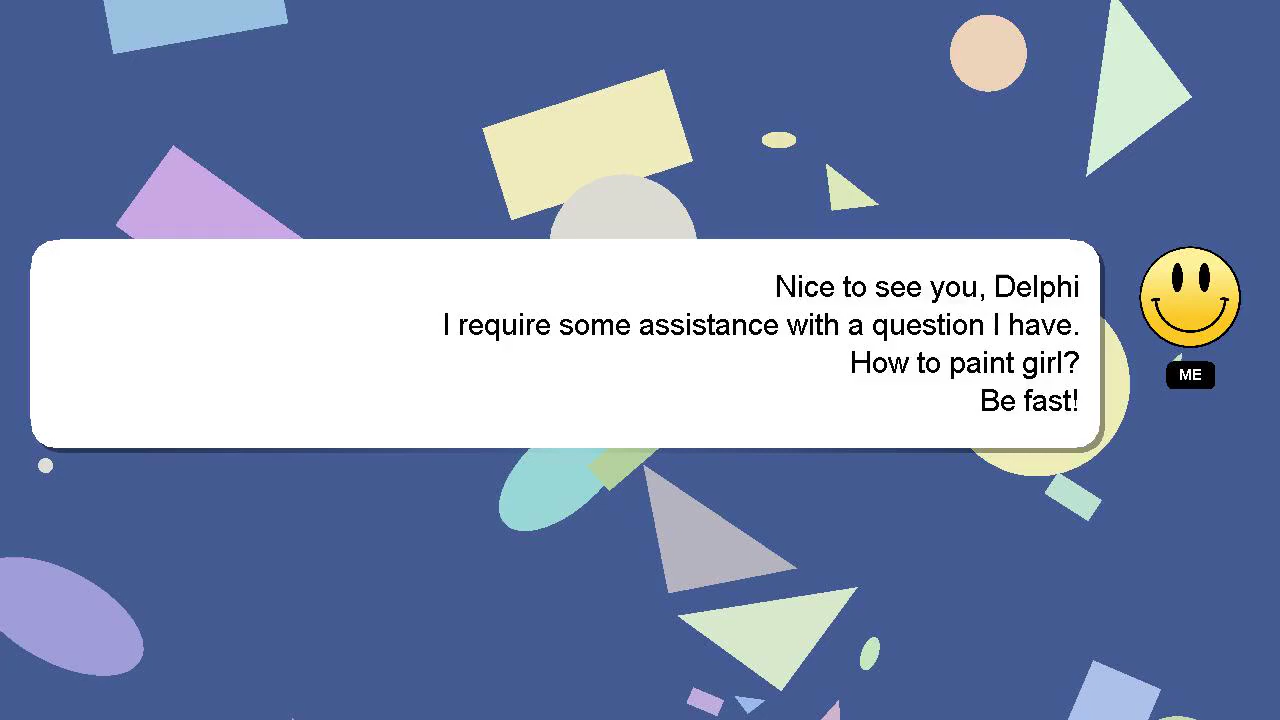 Nice to see you, Delphi
I require some assistance with a question I have.
How to paint girl?
Be fast!
ME